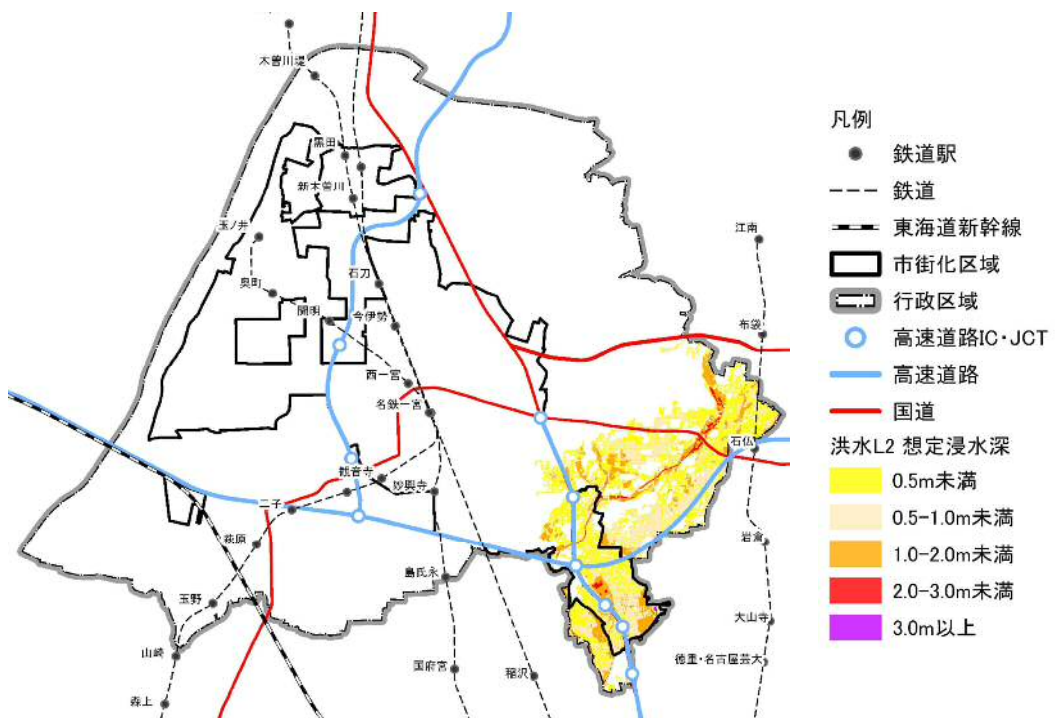 木曽川堤
黒田
新木曽川
玉ノ井
江南
石刀
奥町
開明
今伊勢
布袋
西一宮
名鉄一宮
石仏
観音寺
妙興寺
二子
萩原
岩倉
島氏永
玉野
大山寺
山崎
国府宮
稲沢
徳重・名古屋芸大
森上
凡例
鉄道駅
鉄道
東海道新幹線
市街化区域
行政区域
高速道路IC・JCT
高速道路
国道
洪水L2 想定浸水深
0.5m未満
0.5-1.0m未満
1.0-2.0m未満
2.0-3.0m未満
3.0m以上